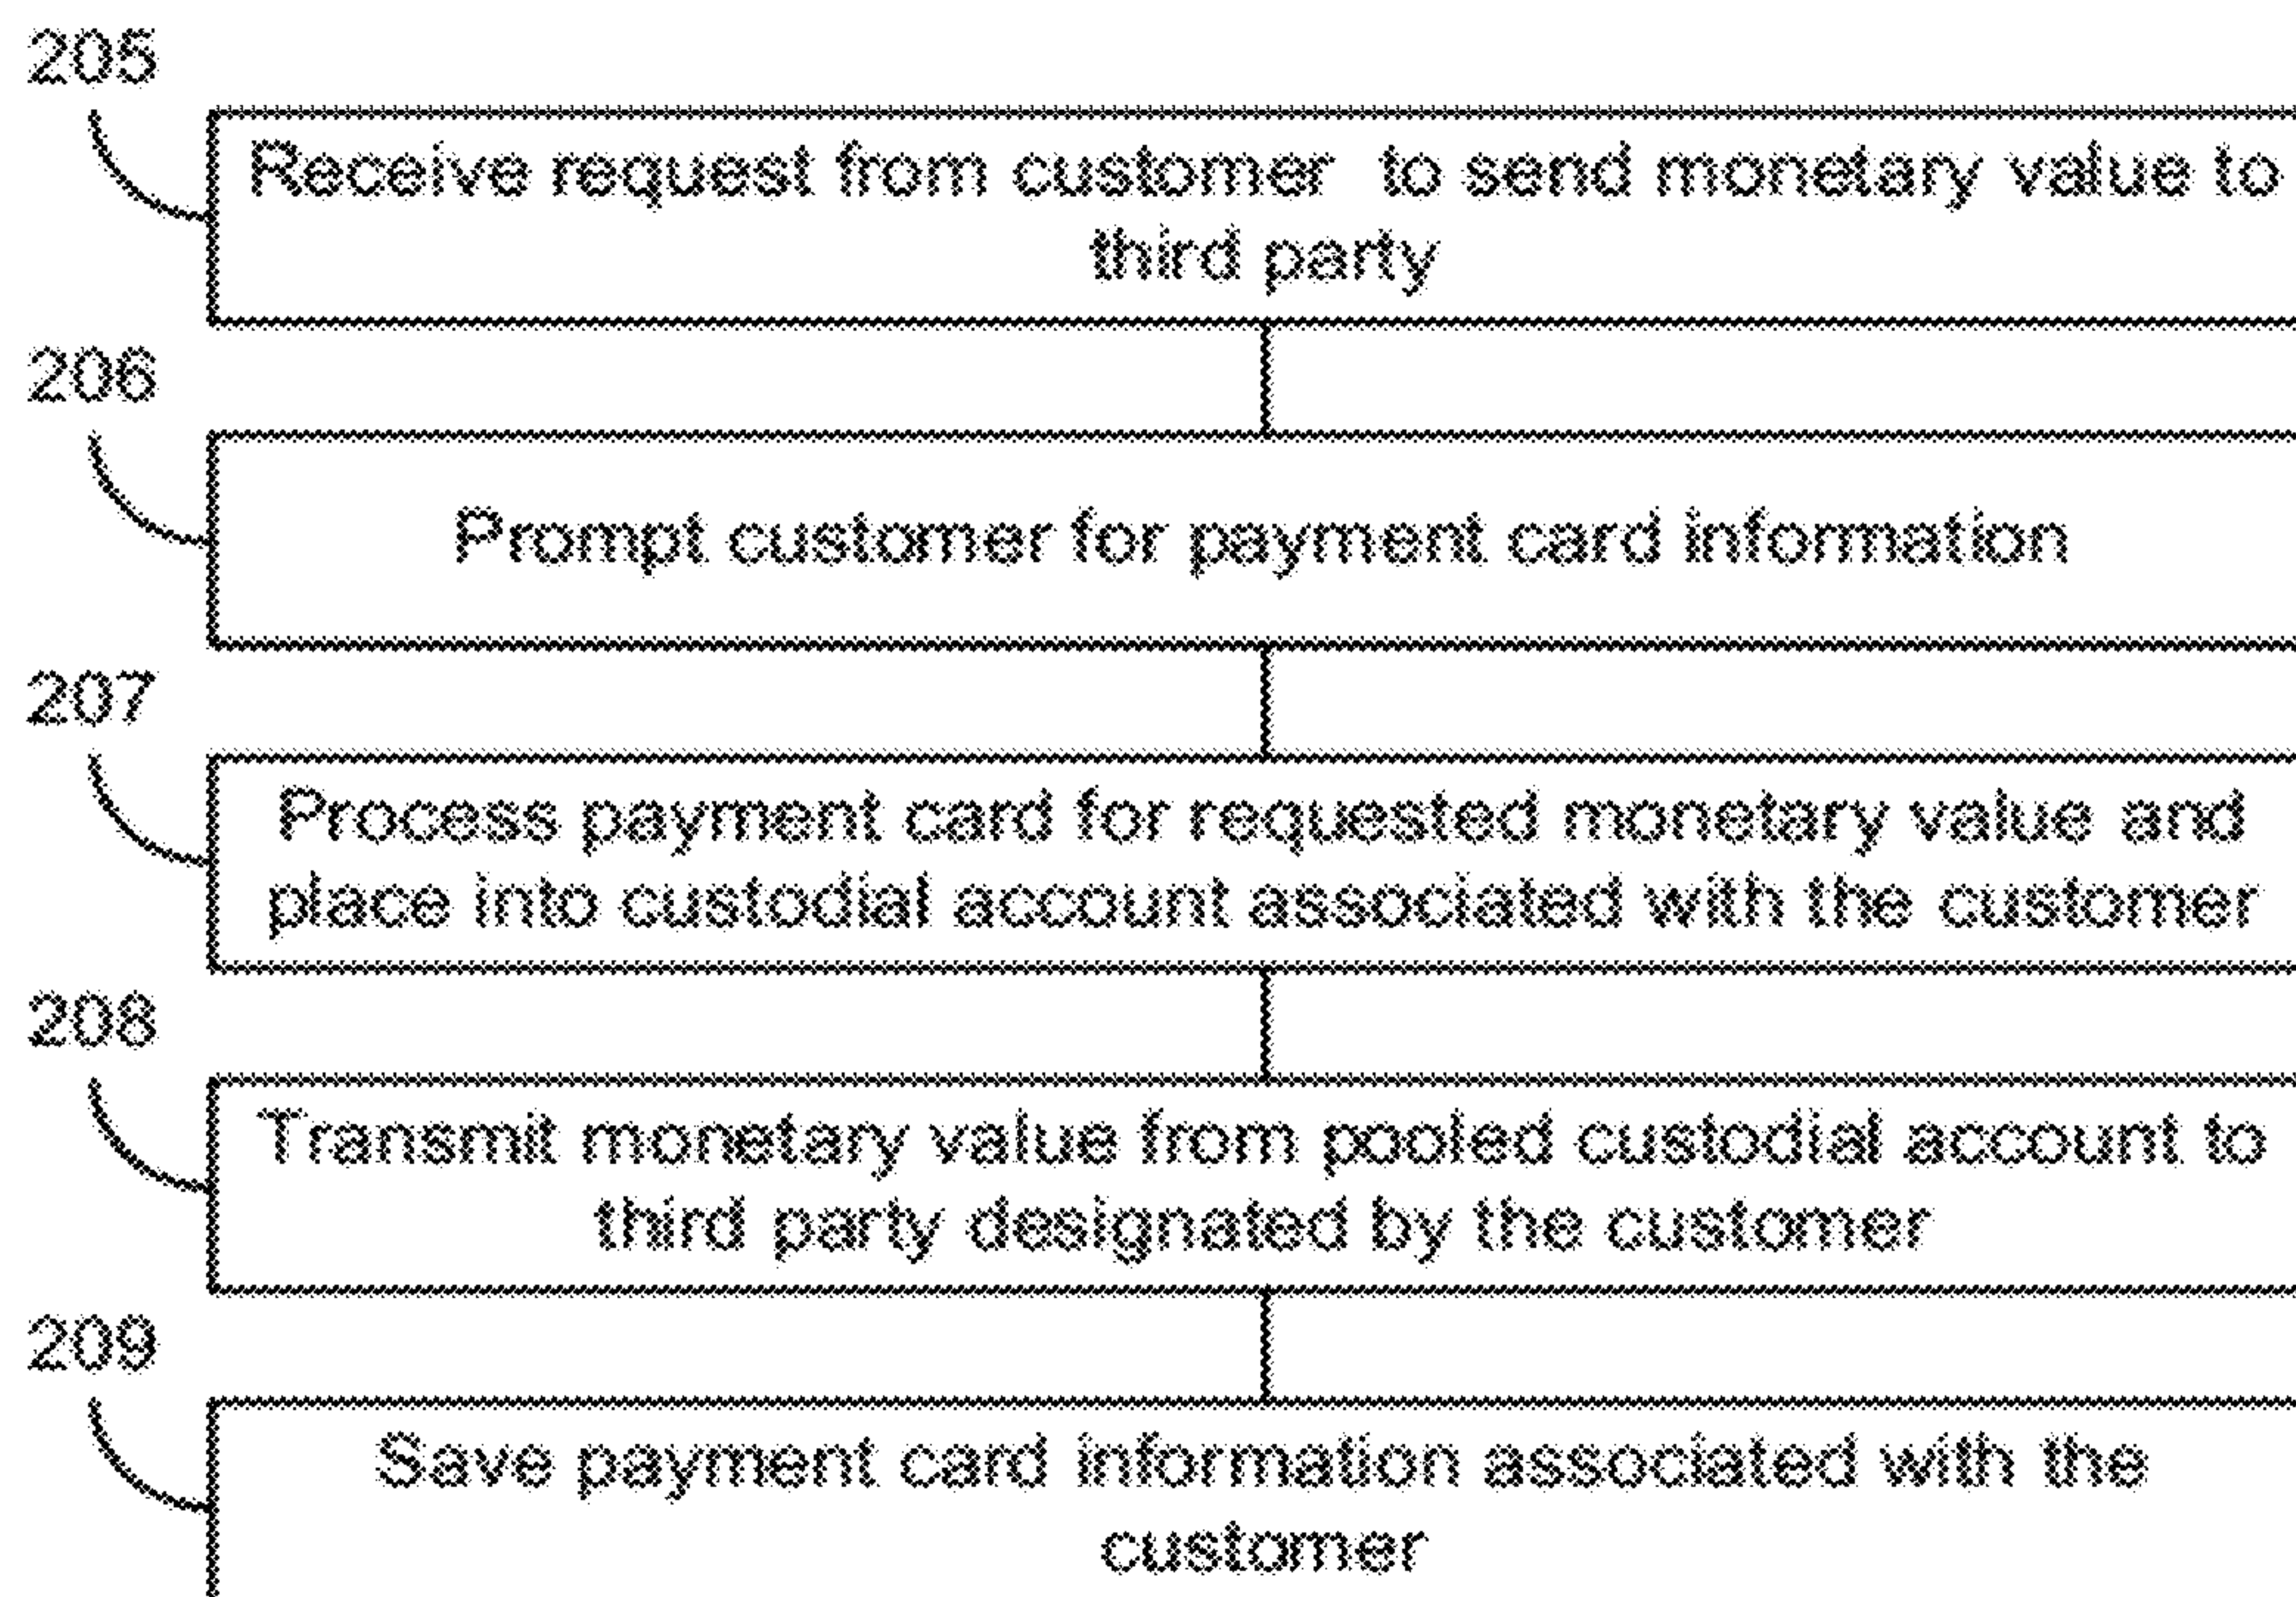 205
Receive request from customer to send monetary value to
third party
206
Prompt customer for payment card information
207
Process payment card for requested monetary value and
place into custodial account associated with the customer
208
Transmit monetary value from pooled custodial account to
third party designated by the customer
209
Save payment card information associated with the
customer